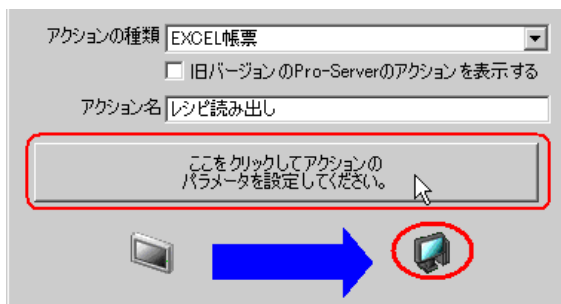 アクションの種類 EXCEL帳票
旧バージョンのPro-Serverのアクションを表示する
アクション名 レシピ読み出し
ここをクリックしてアクションの
パラメータを設定してください。